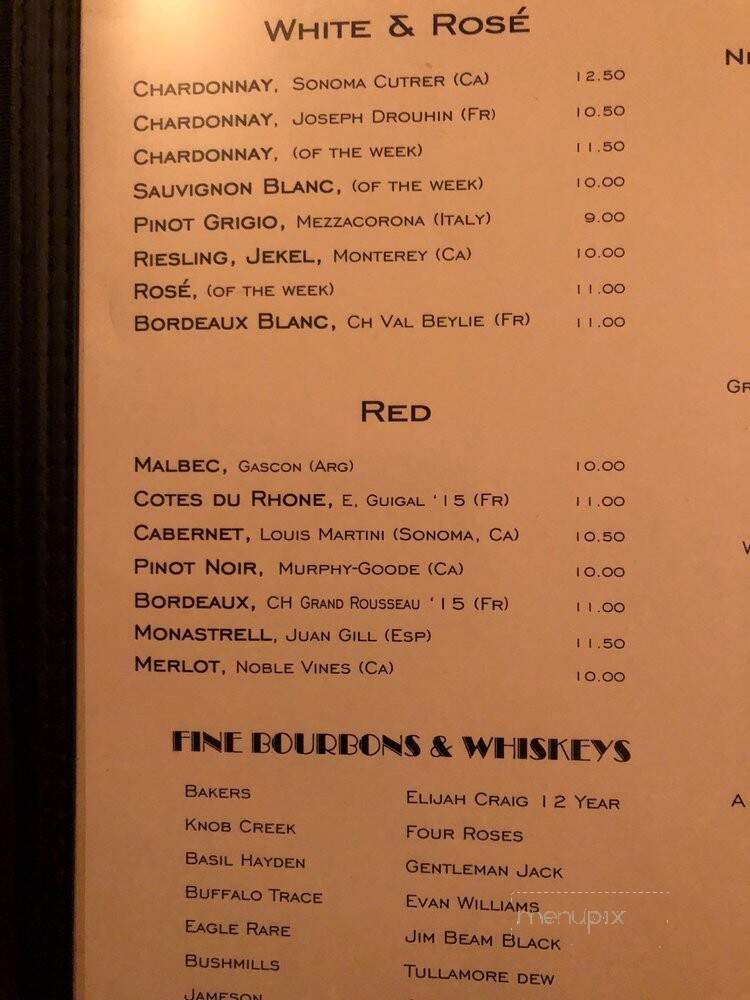 WHITE & ROSÉ
CHARDONNAY, SONOMA CUTRER (CA) 12.50
CHARDONNAY, JOSEPH DROUHIN (FR) 10.50
CHARDONNAY, (OF THE WEEK) 11.50
SAUVIGNON BLANC, (OF THE WEEK) 10.00
PINOT GRIGIO, MEZZACORONA (ITALY) 9.00
RIESLING, JEKEL, MONTEREY (CA) 10.00
ROSÉ, (OF THE WEEK) 11.00
BORDEAUX BLANC, CH VAL BEYLIE (FR) 11.00
RED
MALBEC, GASCON (ARG) 10.00
COTES DU RHONE, E, GUIGAL '15 (FR) 11.00
CABERNET, LOUIS MARTINI (SONOMA, CA) 10.50
PINOT NOIR, MURPHY-GOODE (CA) 10.00
BORDEAUX, CH GRAND ROUSSEAU '15 (FR) 11.00
MONASTRELL, JUAN GILL (ESP) 11.50
MERLOT, NOBLE VINES (CA) 10.00
FINE BOURBONS & WHISKEYS
BAKERS
KNOB CREEK
BASIL HAYDEN
BUFFALO TRACE
EAGLE RARE
BUSHMILLS
JAMESON
ELIJAH CRAIG 12 YEAR
FOUR ROSES
GENTLEMAN JACK
EVAN WILLIAMS
JIM BEAM BLACK
TULLAMORE DEW
menupix